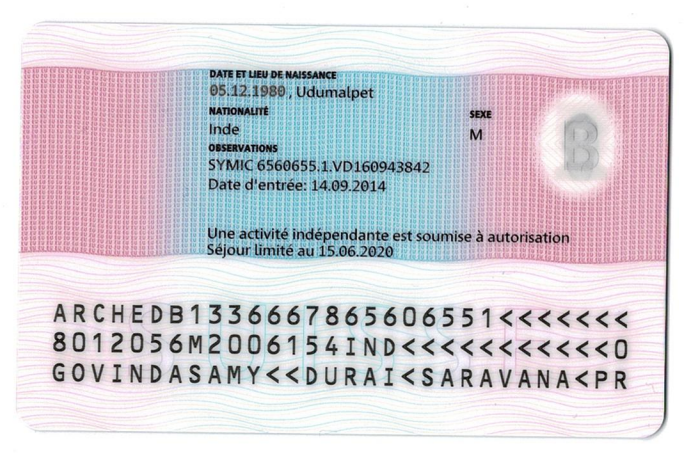 DATE ET LIEU DE NAISSANCE
05.12.1980, Udumalpet
NATIONALITÉ
SEXE
Inde
M
OBSERVATIONS
SYMIC 6560655.1.VD160943842
Date d'entrée: 14.09.2014
B
Une activité indépendante est soumise à autorisation
Séjour limité au 15.06.2020
ARCHEDB1336667865606551<<<<<<<
8012056M2006154IND<<<<<<<<<<<0
GOVINDASAMY<<DURAI<SARAVANA<PR